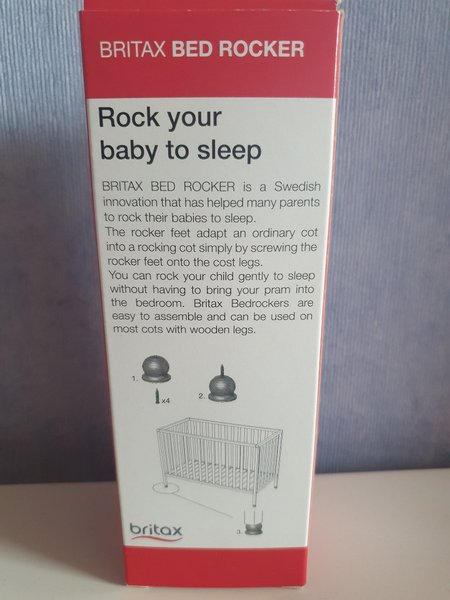 BRITAX BED ROCKER
Rock your
baby to sleep
BRITAX BED ROCKER is a Swedish
innovation that has helped many parents
to rock their babies to sleep.
The rocker feet adapt an ordinary cot
into a rocking cot simply by screwing the
rocker feet onto the cost legs.
You can rock your child gently to sleep
without having to bring your pram into
the bedroom. Britax Bedrockers are
easy to assemble and can be used on
most cots with wooden legs.
1.
x4
2.
3.
britax